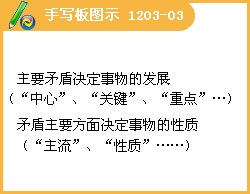 手写板图示 1203-03
主要矛盾决定事物的发展
(“中心”、“关键”、“重点”…)
矛盾主要方面决定事物的性质
(“主流”、“性质”……)